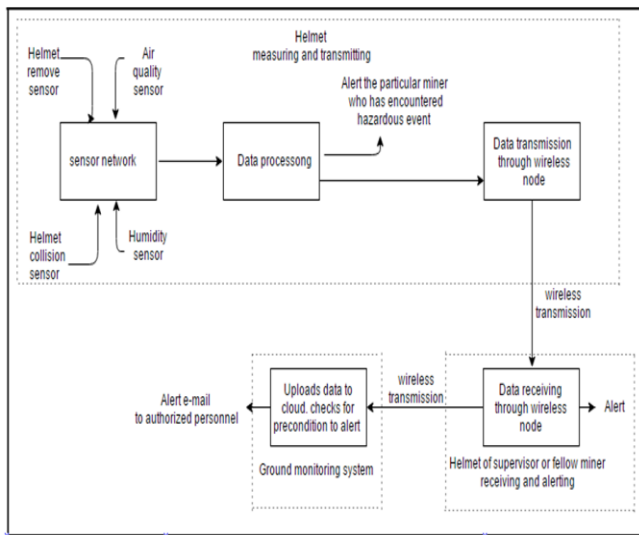 Helmet
measuring and transmitting
Helmet
remove
sensor
Air
quality
sensor
Alert the particular miner
who has encountered
hazardous event
sensor network
Data processong
Data transmission
through wireless
node
Helmet
collision
sensor
Humidity
sensor
wireless
transmission
Alert e-mail
to authorized personnel
Uploads data to
cloud. checks for
precondition to alert
wireless
transmission
Data receiving
through wireless
node
Alert
Ground monitoring system
Helmet of supervisor or fellow miner
receiving and alerting